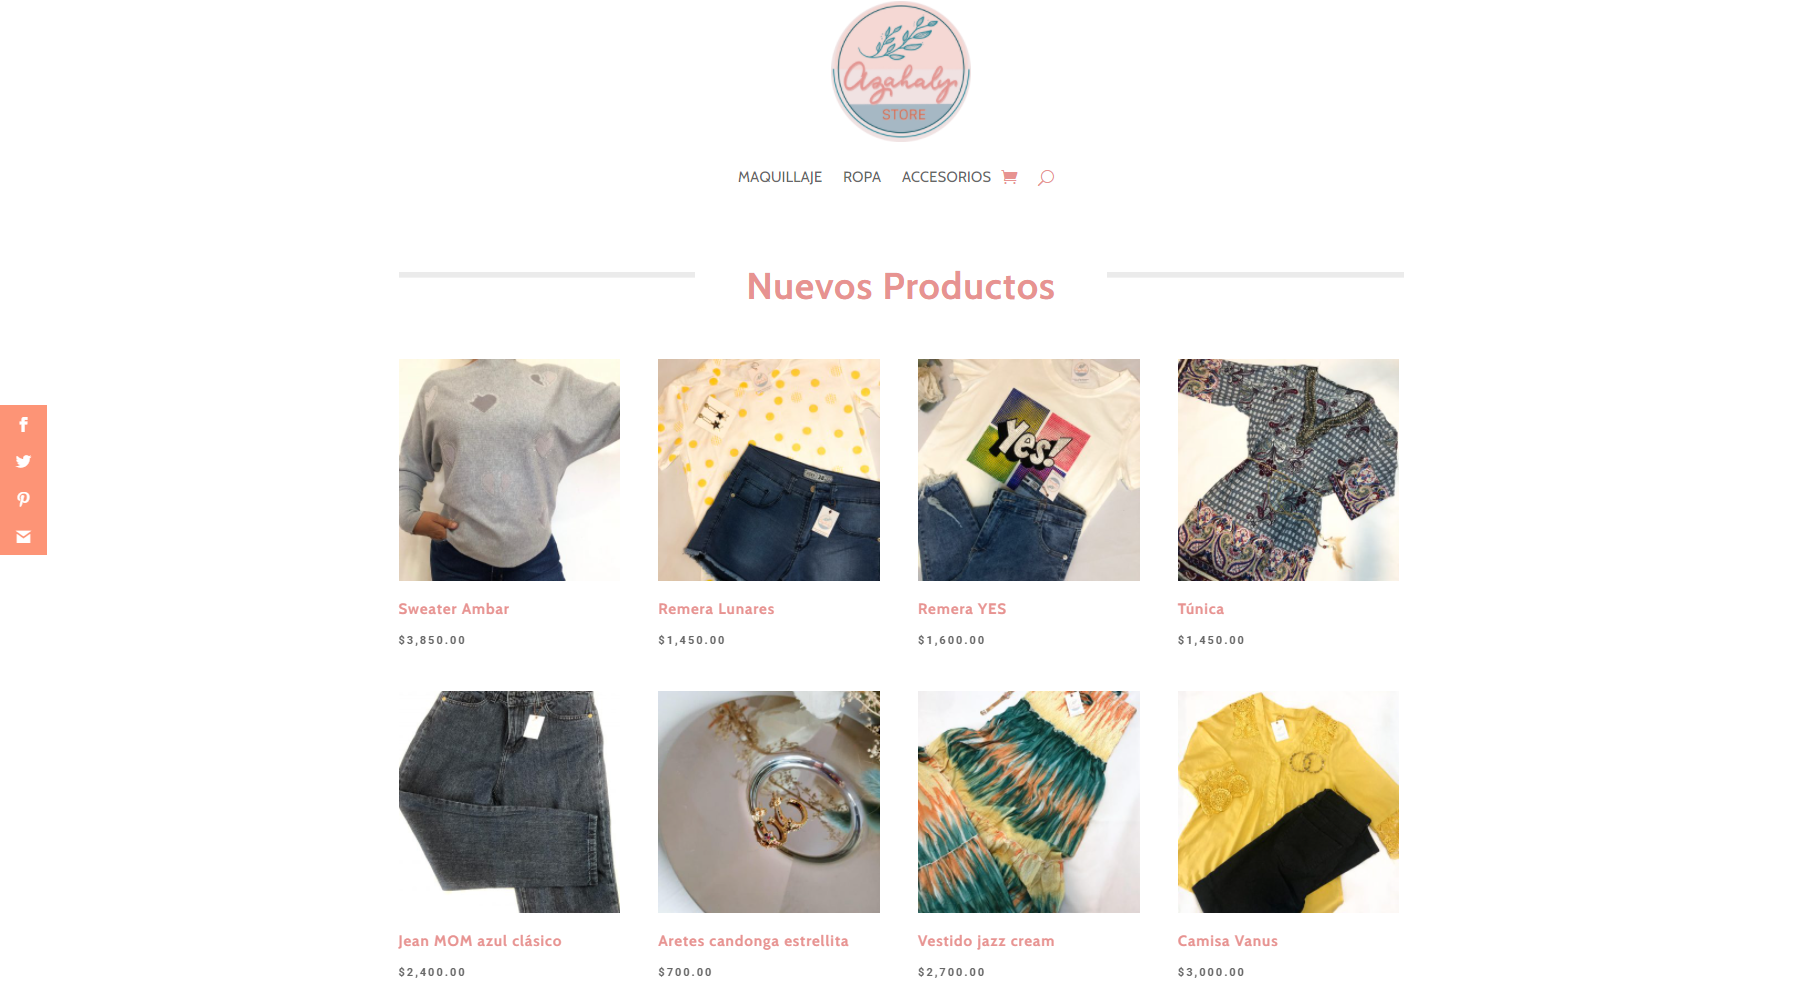 Azahaly
STORE
MAQUILLAJE ROPA ACCESORIOS
Nuevos Productos
Yes!
Sweater Ambar
Remera Lunares
Remera YES
Túnica
$3,850.00
$1,450.00
$1,600.00
$1,450.00
Jean MOM azul clásico
Aretes candonga estrellita
Vestido jazz cream
Camisa Vanus
$2,400.00
$700.00
$2,700.00
$3,000.00